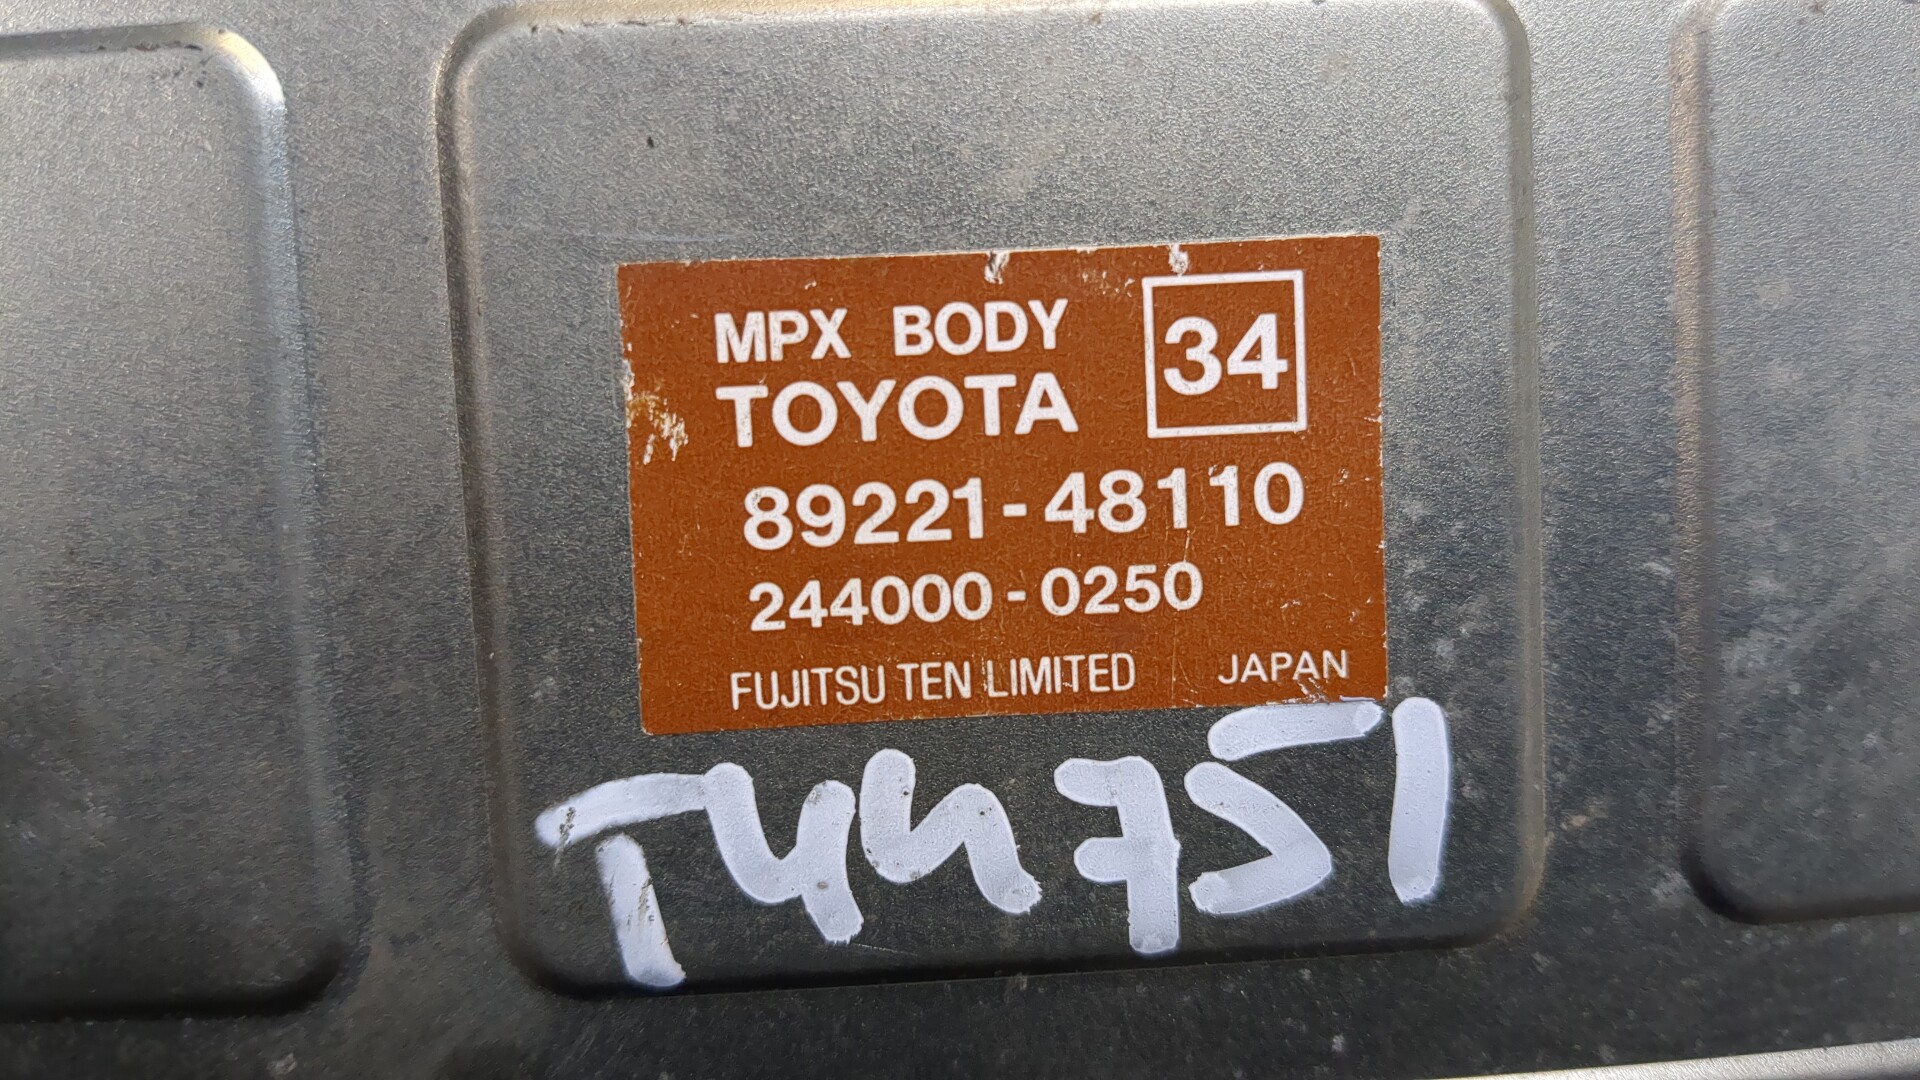 MPX BODY 34
TOYOTA
89221-48110
244000-0250
FUJITSU TEN LIMITED JAPAN
T44751